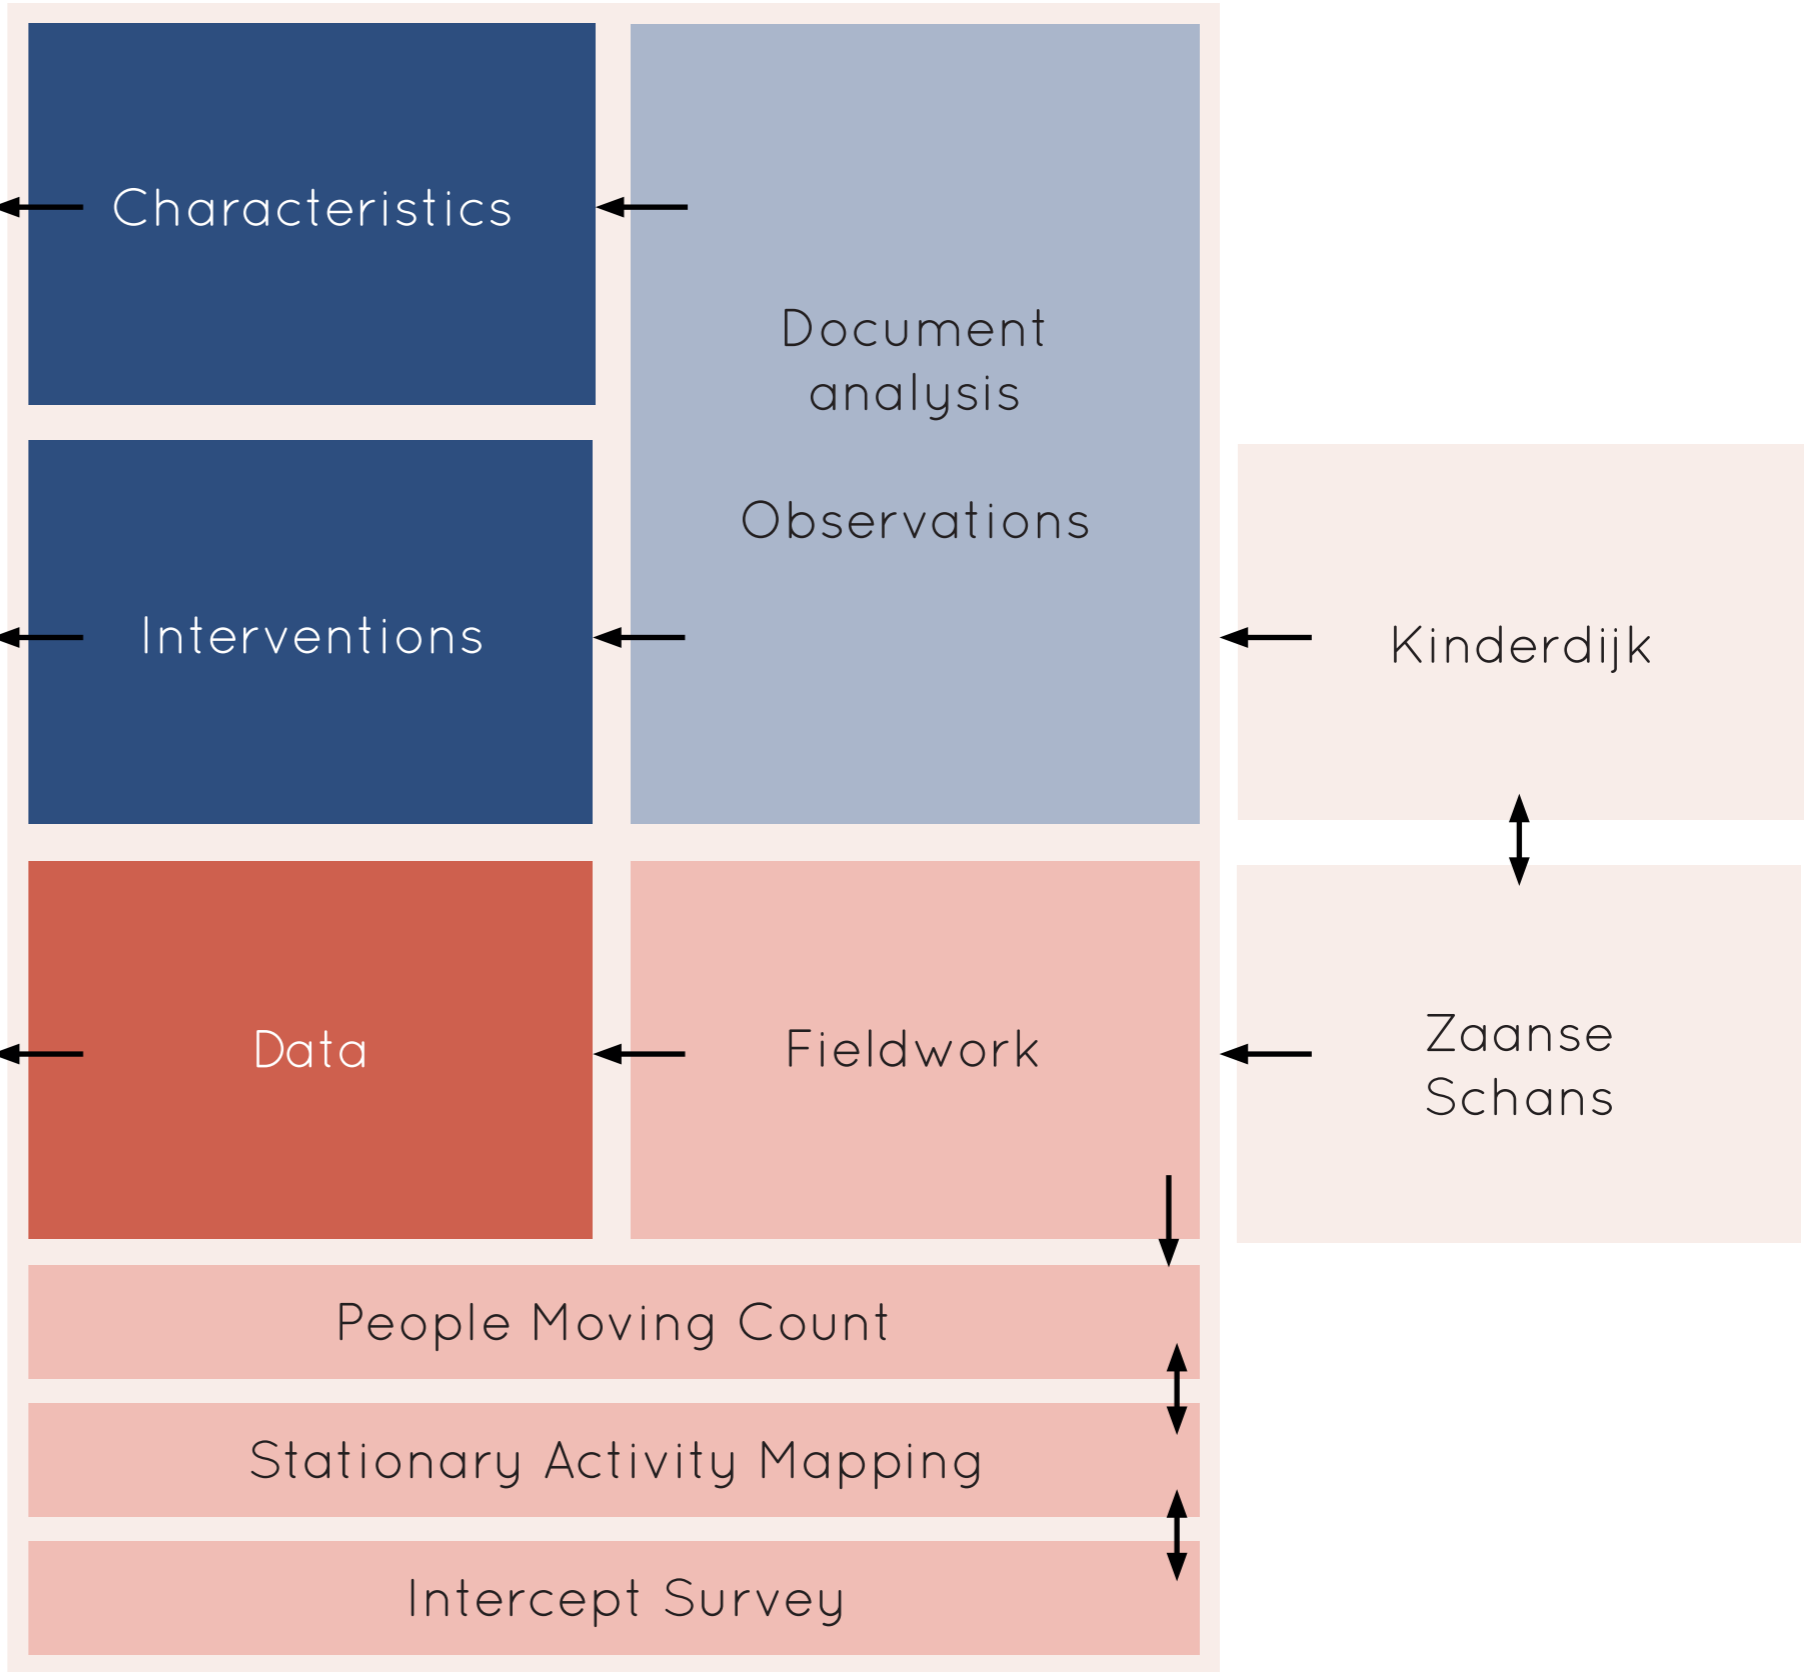 Characteristics
Document
analysis
Observations
Interventions
Kinderdijk
Data
Fieldwork
Zaanse
Schans
People Moving Count
Stationary Activity Mapping
Intercept Survey